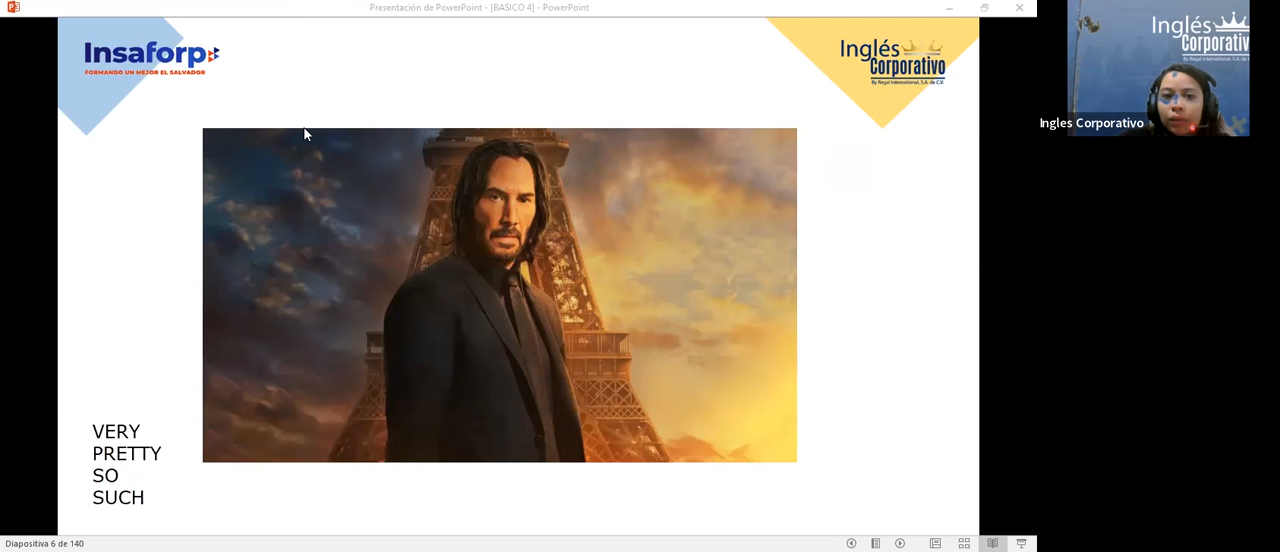 Presentación de PowerPoint - [BASICO 4] - PowerPoint
Insaforp
FORMANDO UN MEJOR EL SALVADOR
Inglés
Corporativo
By Regal International, S.A. de C.V.
VERY
PRETTY
SO
SUCH
Diapositiva 6 de 140
Inglés
Corporativo
Ingles Corporativo